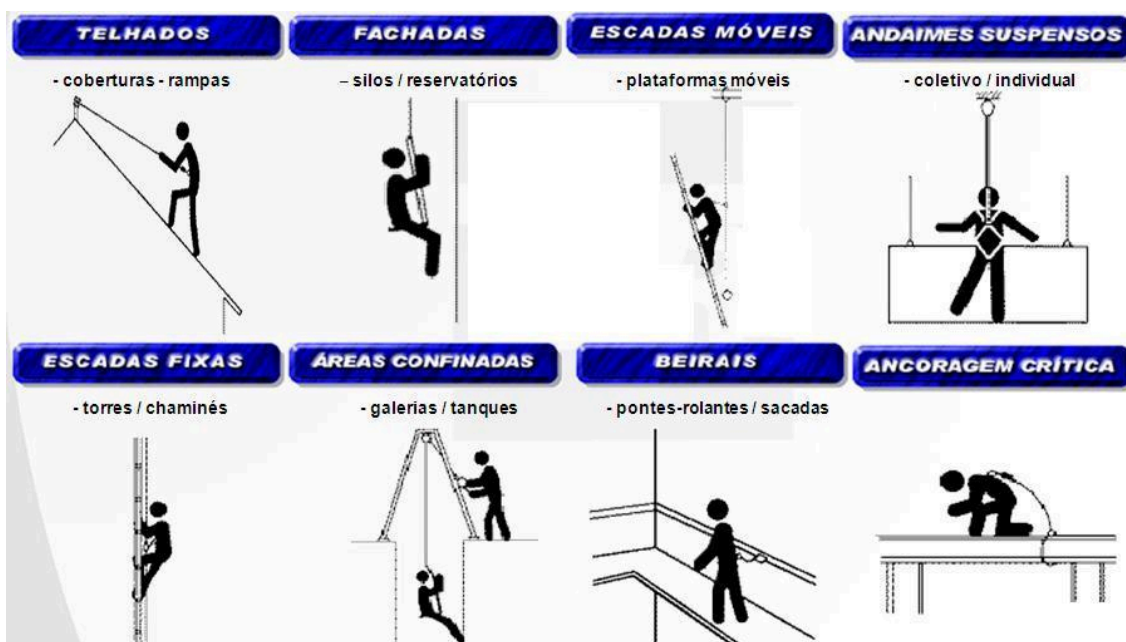 TELHADOS
- coberturas - rampas
FACHADAS
– silos / reservatórios
ESCADAS MÓVEIS
- plataformas móveis
ANDAIMES SUSPENSOS
- coletivo / individual
ESCADAS FIXAS
- torres / chaminés
ÁREAS CONFINADAS
- galerias / tanques
BEIRAIS
- pontes-rolantes / sacadas
ANCORAGEM CRÍTICA